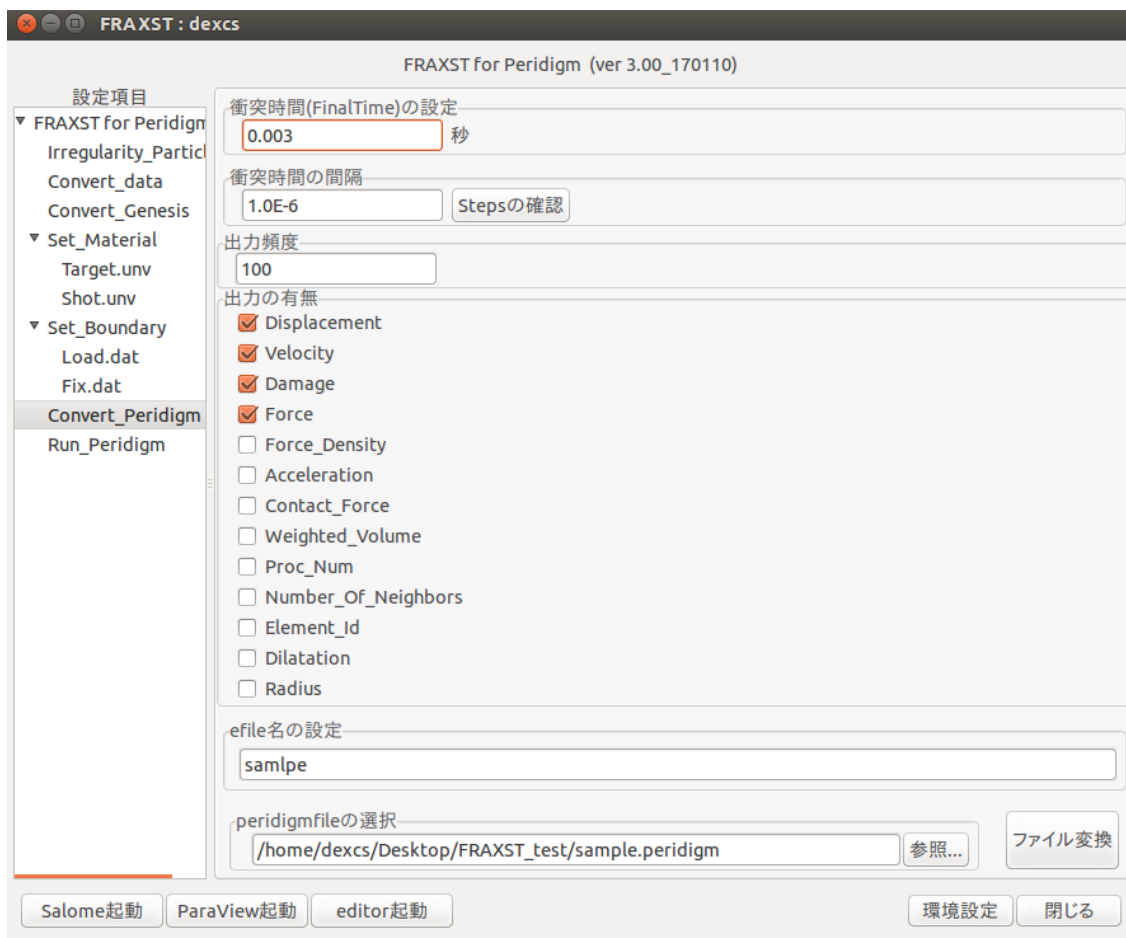 FRAXST : dexcs
FRAXST for Peridigm (ver 3.00_170110)
設定項目
FRAXST for Peridigm
Irregularity_Particl
Convert_data
Convert_Genesis
Set_Material
Target.unv
Shot.unv
Set_Boundary
Load.dat
Fix.dat
Convert_Peridigm
Run_Peridigm
衝突時間(FinalTime)の設定
0.003 秒
衝突時間の間隔
1.0E-6 Stepsの確認
出力頻度
100
出力の有無
Displacement
Velocity
Damage
Force
Force_Density
Acceleration
Contact_Force
Weighted_Volume
Proc_Num
Number_Of_Neighbors
Element_Id
Dilatation
Radius
efile名の設定
samlpe
peridigmfileの選択
/home/dexcs/Desktop/FRAXST_test/sample.peridigm 参照... ファイル変換
Salome起動 ParaView起動 editor起動 環境設定 閉じる